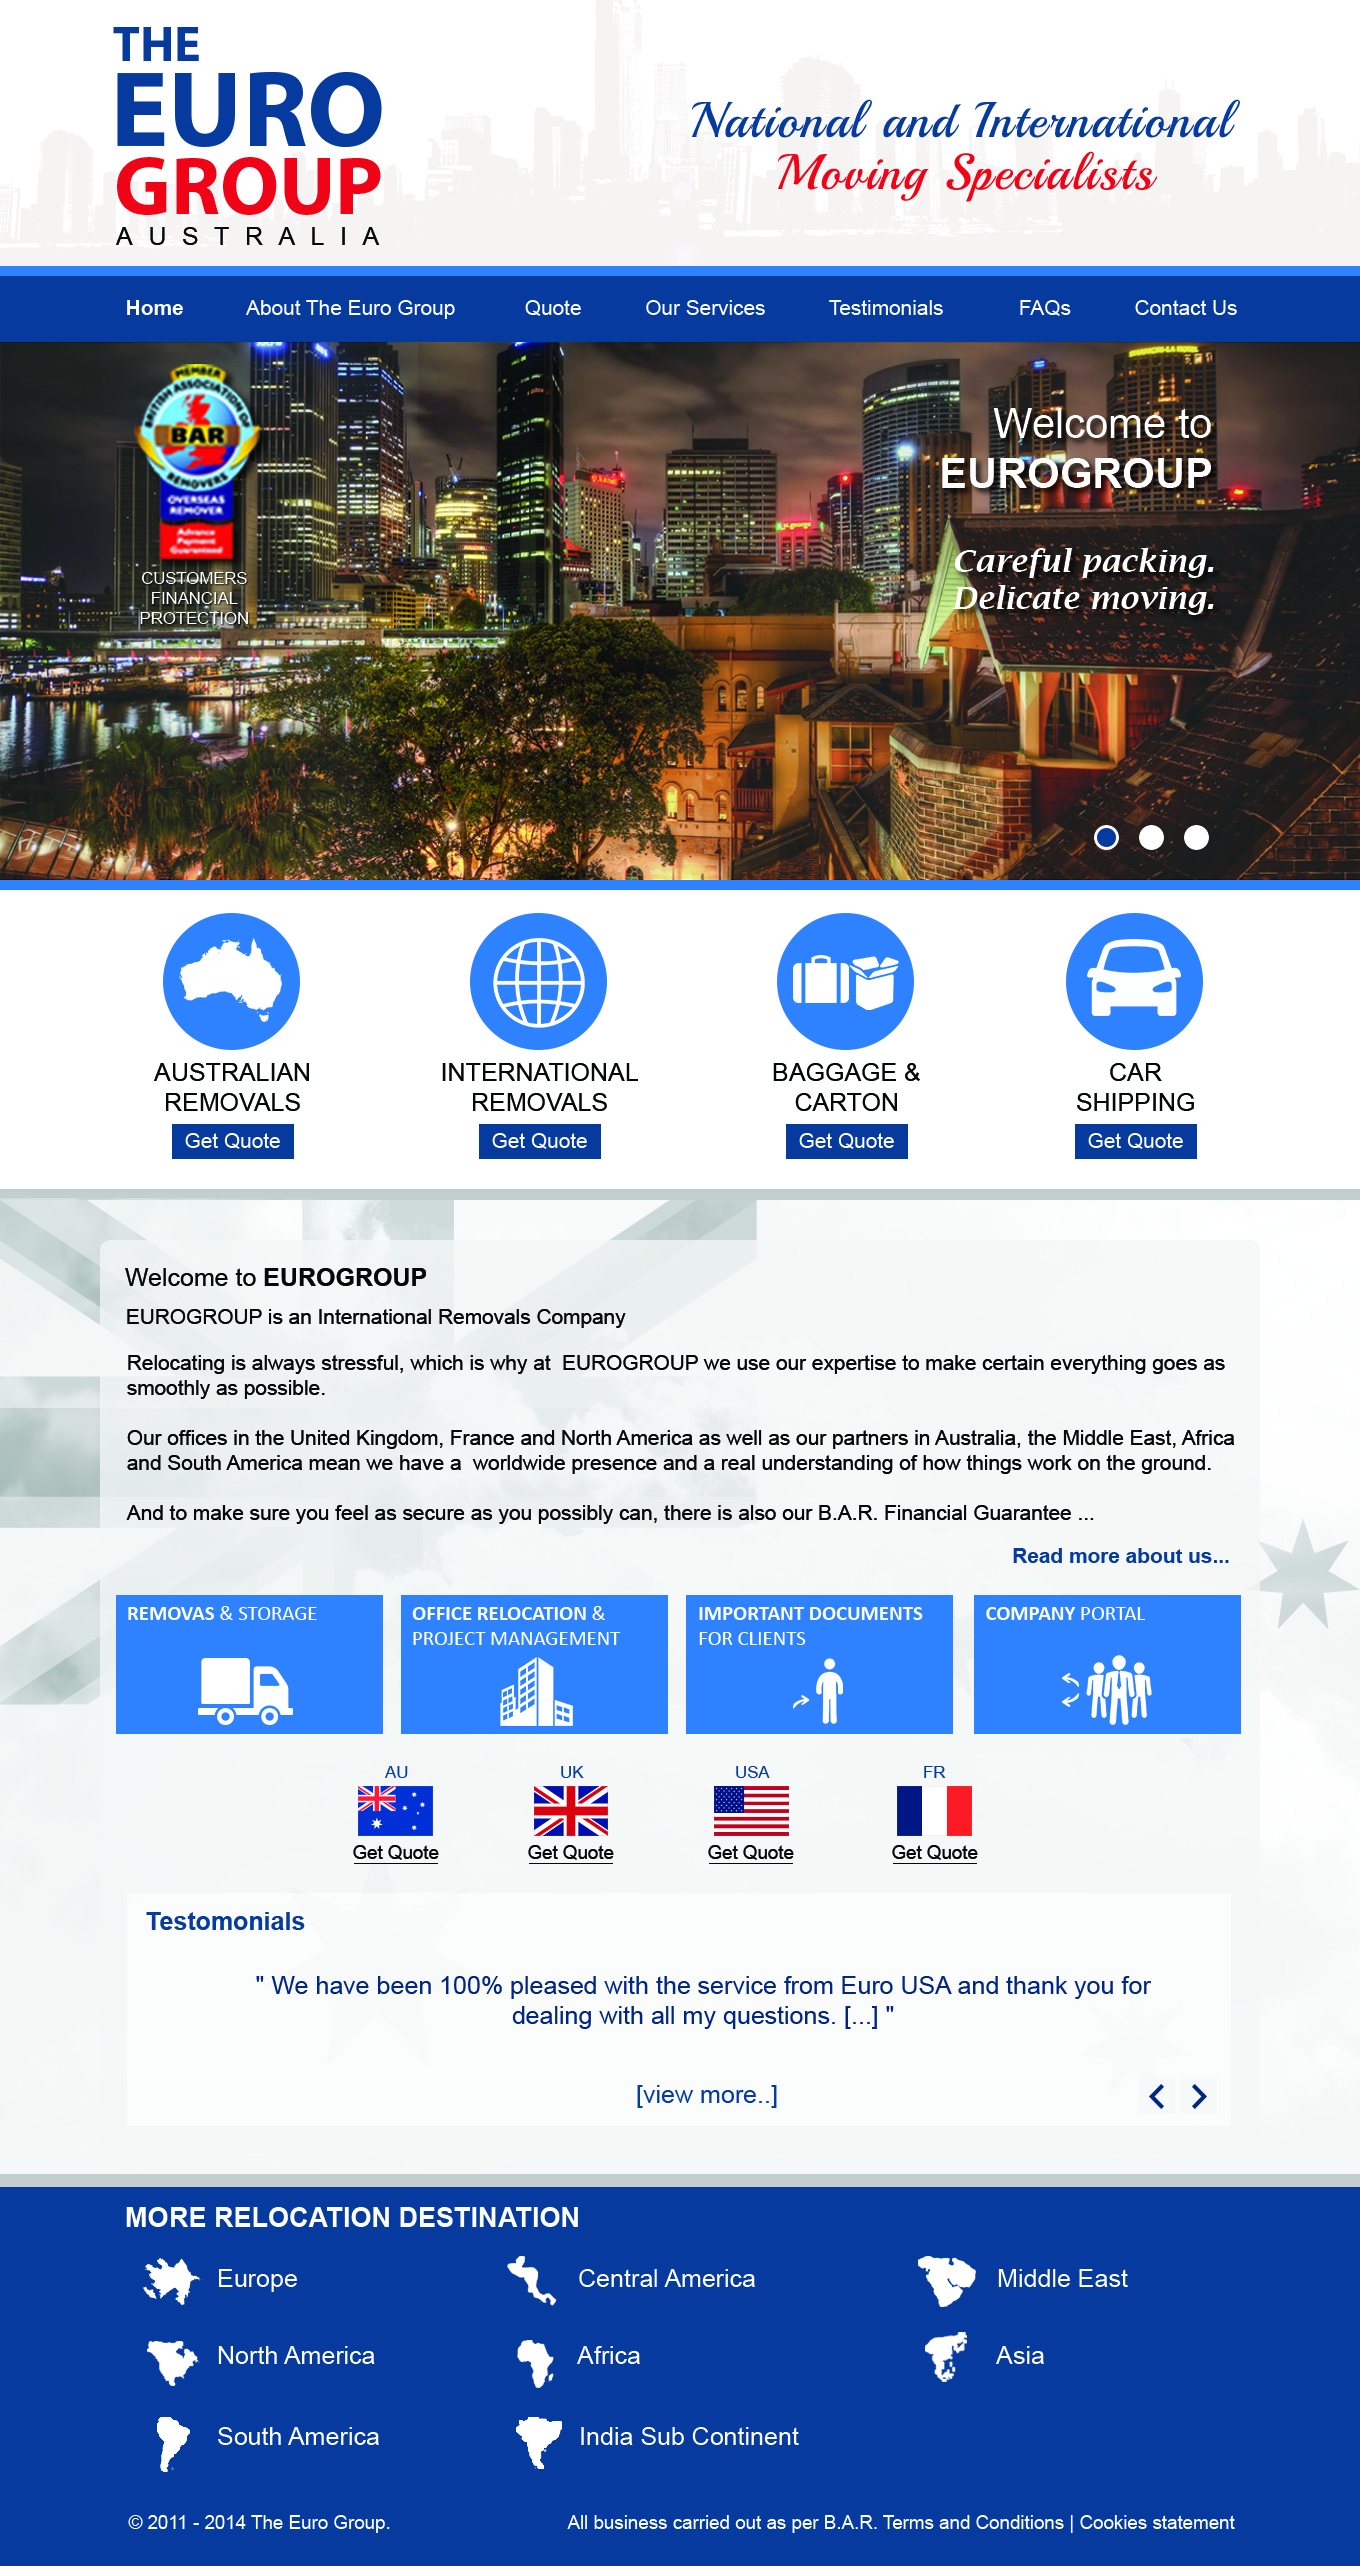 THE
EURO
GROUP
AUSTRALIA
National and International
Moving Specialists
Home About The Euro Group Quote Our Services Testimonials FAQs Contact Us
MEMBER
BRITISH ASSOCIATION OF
BAR
REMOVERS
OVERSEAS
REMOVER
Advance
Payment
Guaranteed
CUSTOMERS
FINANCIAL
PROTECTION
Welcome to
EUROGROUP
Careful packing.
Delicate moving.
AUSTRALIAN
REMOVALS
Get Quote
INTERNATIONAL
REMOVALS
Get Quote
BAGGAGE &
CARTON
Get Quote
CAR
SHIPPING
Get Quote
Welcome to EUROGROUP
EUROGROUP is an International Removals Company
Relocating is always stressful, which is why at EUROGROUP we use our expertise to make certain everything goes as
smoothly as possible.
Our offices in the United Kingdom, France and North America as well as our partners in Australia, the Middle East, Africa
and South America mean we have a worldwide presence and a real understanding of how things work on the ground.
And to make sure you feel as secure as you possibly can, there is also our B.A.R. Financial Guarantee ...
Read more about us...
REMOVAS & STORAGE
OFFICE RELOCATION &
PROJECT MANAGEMENT
IMPORTANT DOCUMENTS
FOR CLIENTS
COMPANY PORTAL
AU
Get Quote
UK
Get Quote
USA
Get Quote
FR
Get Quote
Testomonials
" We have been 100% pleased with the service from Euro USA and thank you for
dealing with all my questions. [...] "
[view more..]
MORE RELOCATION DESTINATION
Europe
Central America
Middle East
North America
Africa
Asia
South America
India Sub Continent
© 2011 - 2014 The Euro Group.
All business carried out as per B.A.R. Terms and Conditions | Cookies statement